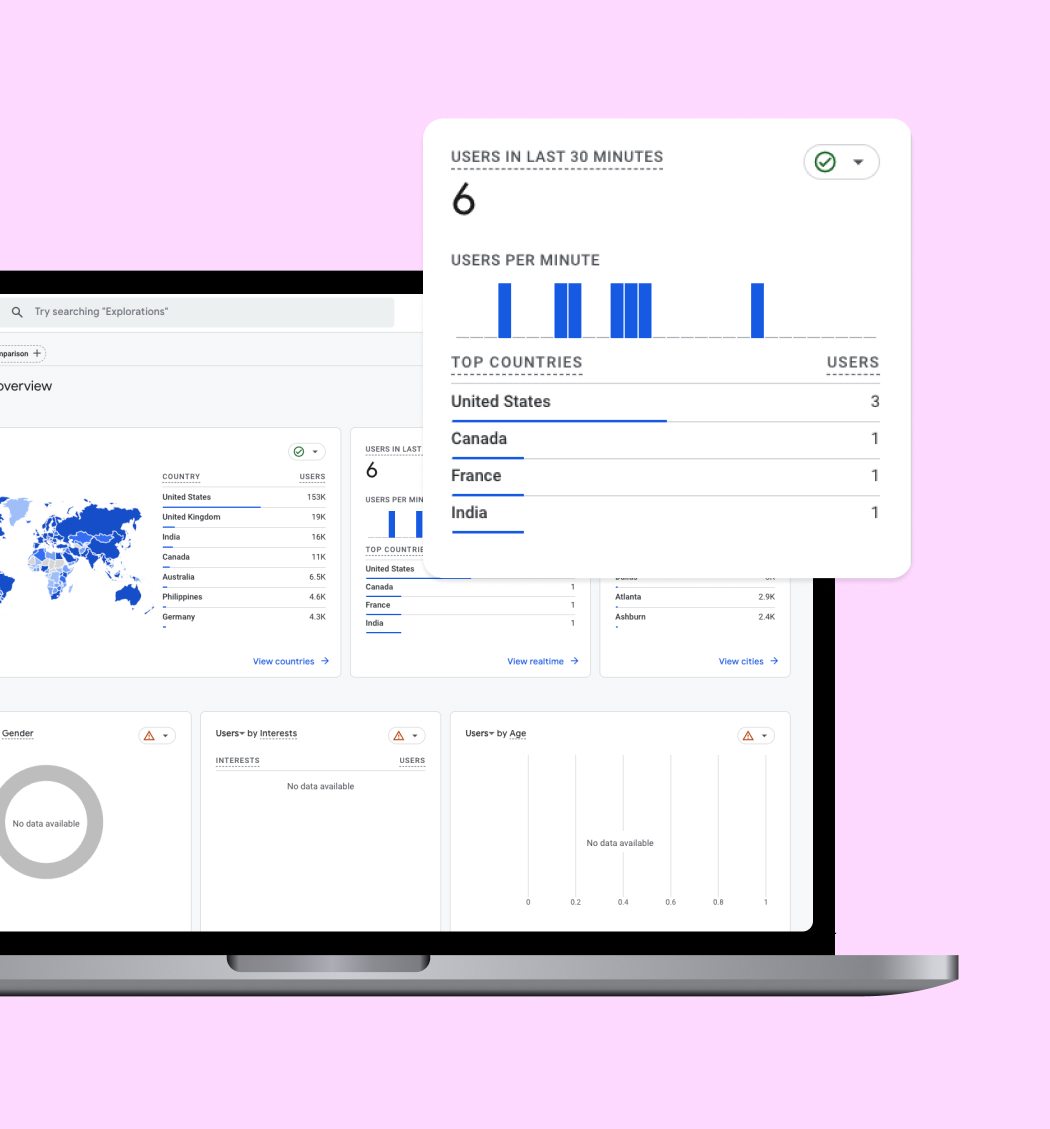 USERS IN LAST 30 MINUTES
6
USERS PER MINUTE
TOP COUNTRIES USERS
United States 3
Canada 1
France 1
India 1
Try searching "Explorations"
mparison +
overview
COUNTRY USERS
United States 153K
United Kingdom 19K
India 16K
Canada 11K
Australia 6.5K
Philippines 4.6K
Germany 4.3K
View countries
USERS IN LAST
6
USERS PER MIN
TOP COUNTRIE
United States
Canada 1
France 1
India 1
View realtime
Atlanta 2.9K
Ashburn 2.4K
View cities
Gender
No data available
Users by Interests
INTERESTS USERS
No data available
Users by Age
No data available
0 0.2 0.4 0.6 0.8 1